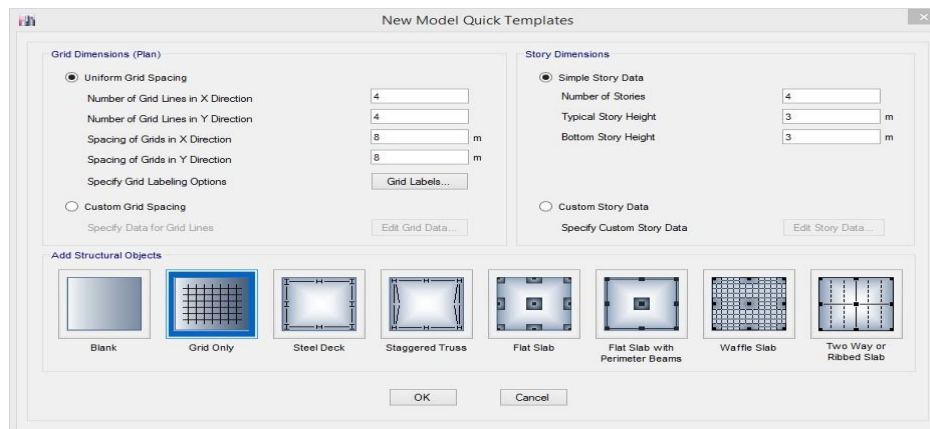 New Model Quick Templates
Grid Dimensions (Plan)
Uniform Grid Spacing
Number of Grid Lines in X Direction 4
Number of Grid Lines in Y Direction 4
Spacing of Grids in X Direction 8 m
Spacing of Grids in Y Direction 8 m
Specify Grid Labeling Options Grid Labels...
Custom Grid Spacing
Specify Data for Grid Lines Edit Grid Data...
Story Dimensions
Simple Story Data
Number of Stories 4
Typical Story Height 3 m
Bottom Story Height 3 m
Custom Story Data
Specify Custom Story Data Edit Story Data...
Add Structural Objects
Blank
Grid Only
Steel Deck
Staggered Truss
Flat Slab
Flat Slab with
Perimeter Beams
Waffle Slab
Two Way or
Ribbed Slab
OK Cancel